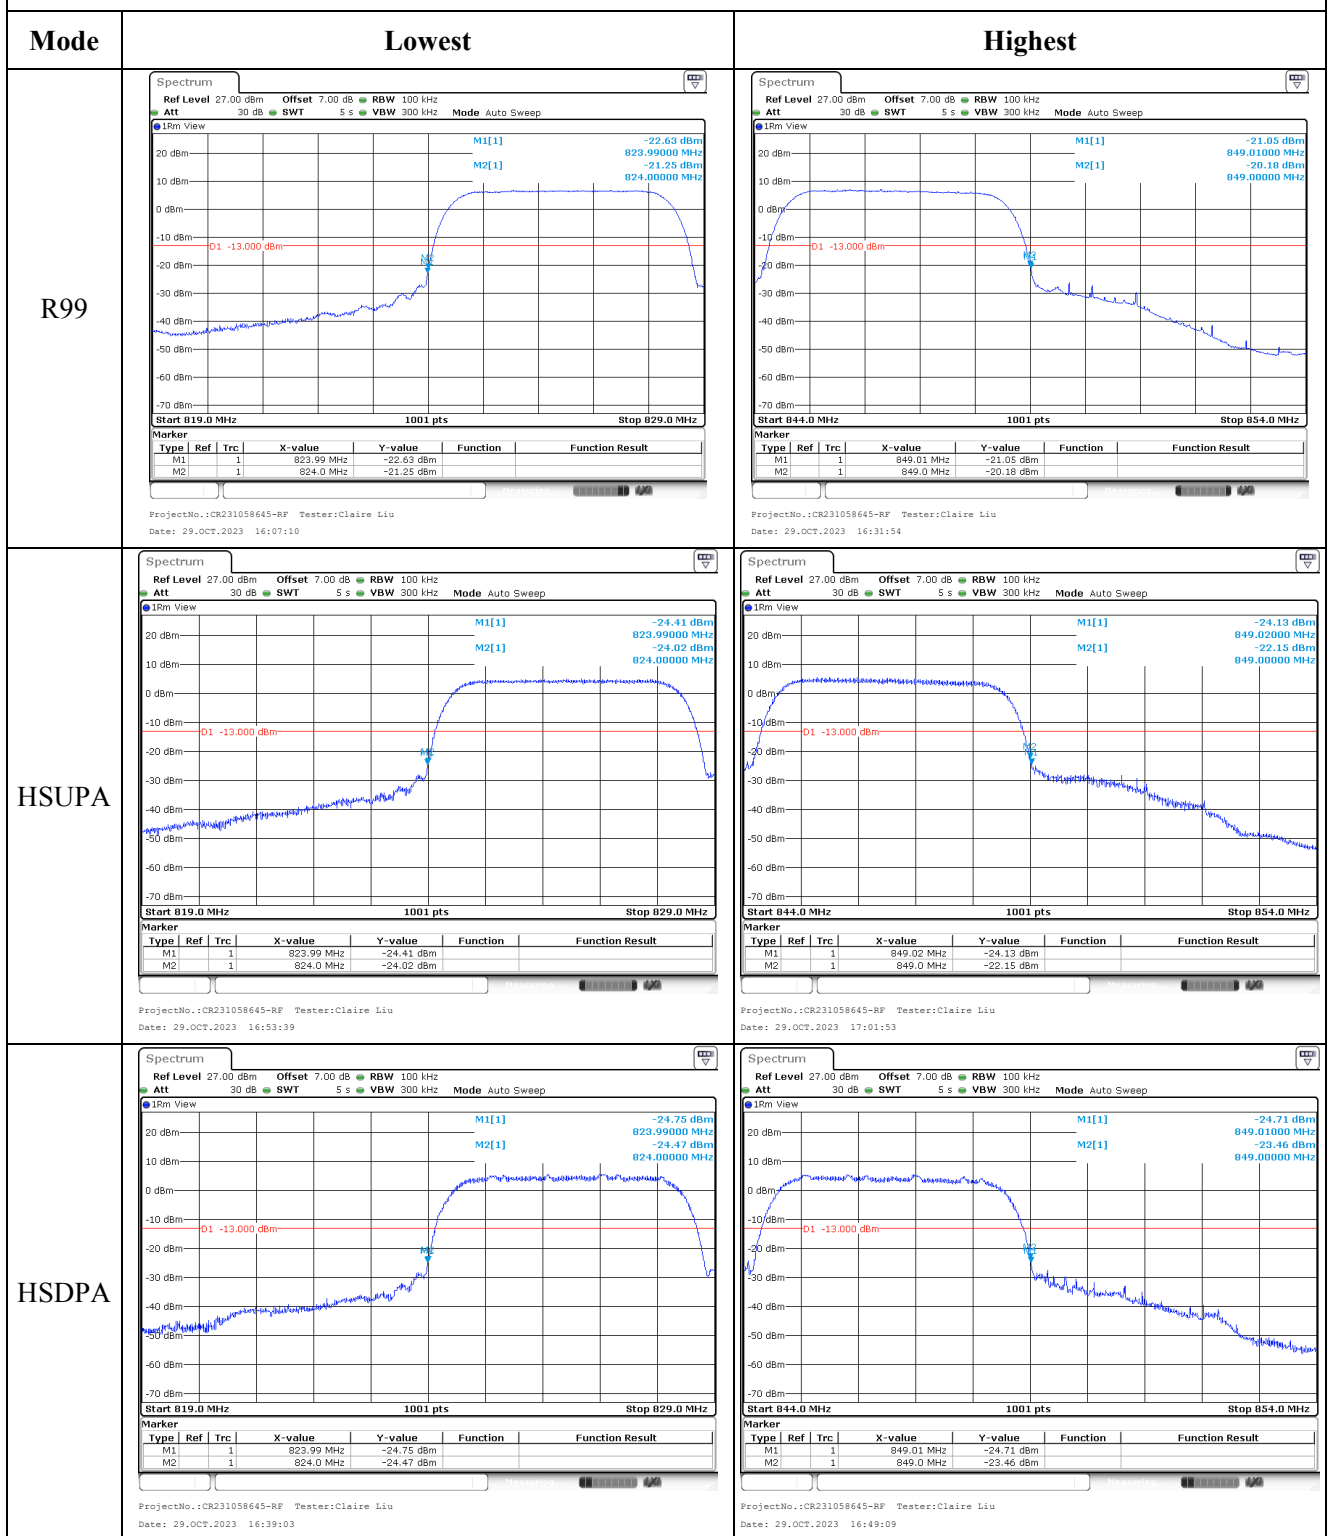 Mode Lowest Highest
R99
Spectrum
Ref Level 27.00 dBm Offset 7.00 dB RBW 100 kHz
Att 30 dB SWT 5 s VBW 300 kHz Mode Auto Sweep
1Rm View
M1[1] -22.63 dBm
823.99000 MHz
M2[1] -21.25 dBm
824.00000 MHz
20 dBm
10 dBm
0 dBm
-10 dBm
D1 -13.000 dBm
-20 dBm
-30 dBm
-40 dBm
-50 dBm
-60 dBm
-70 dBm
Start 819.0 MHz 1001 pts Stop 829.0 MHz
Marker
Type Ref Trc X-value Y-value Function Function Result
M1 1 823.99 MHz -22.63 dBm
M2 1 824.0 MHz -21.25 dBm
Measuring
ProjectNo.:CR231058645-RF Tester:Claire Liu
Date: 29.OCT.2023 16:07:10
Spectrum
Ref Level 27.00 dBm Offset 7.00 dB RBW 100 kHz
Att 30 dB SWT 5 s VBW 300 kHz Mode Auto Sweep
1Rm View
M1[1] -21.05 dBm
849.01000 MHz
M2[1] -20.18 dBm
849.00000 MHz
20 dBm
10 dBm
0 dBm
-10 dBm
D1 -13.000 dBm
-20 dBm
-30 dBm
-40 dBm
-50 dBm
-60 dBm
-70 dBm
Start 844.0 MHz 1001 pts Stop 854.0 MHz
Marker
Type Ref Trc X-value Y-value Function Function Result
M1 1 849.01 MHz -21.05 dBm
M2 1 849.0 MHz -20.18 dBm
Measuring
ProjectNo.:CR231058645-RF Tester:Claire Liu
Date: 29.OCT.2023 16:31:54
HSUPA
Spectrum
Ref Level 27.00 dBm Offset 7.00 dB RBW 100 kHz
Att 30 dB SWT 5 s VBW 300 kHz Mode Auto Sweep
1Rm View
M1[1] -24.41 dBm
823.99000 MHz
M2[1] -24.02 dBm
824.00000 MHz
20 dBm
10 dBm
0 dBm
-10 dBm
D1 -13.000 dBm
-20 dBm
-30 dBm
-40 dBm
-50 dBm
-60 dBm
-70 dBm
Start 819.0 MHz 1001 pts Stop 829.0 MHz
Marker
Type Ref Trc X-value Y-value Function Function Result
M1 1 823.99 MHz -24.41 dBm
M2 1 824.0 MHz -24.02 dBm
Measuring
ProjectNo.:CR231058645-RF Tester:Claire Liu
Date: 29.OCT.2023 16:53:39
Spectrum
Ref Level 27.00 dBm Offset 7.00 dB RBW 100 kHz
Att 30 dB SWT 5 s VBW 300 kHz Mode Auto Sweep
1Rm View
M1[1] -24.13 dBm
849.02000 MHz
M2[1] -22.15 dBm
849.00000 MHz
20 dBm
10 dBm
0 dBm
-10 dBm
D1 -13.000 dBm
-20 dBm
-30 dBm
-40 dBm
-50 dBm
-60 dBm
-70 dBm
Start 844.0 MHz 1001 pts Stop 854.0 MHz
Marker
Type Ref Trc X-value Y-value Function Function Result
M1 1 849.02 MHz -24.13 dBm
M2 1 849.0 MHz -22.15 dBm
Measuring
ProjectNo.:CR231058645-RF Tester:Claire Liu
Date: 29.OCT.2023 17:01:53
HSDPA
Spectrum
Ref Level 27.00 dBm Offset 7.00 dB RBW 100 kHz
Att 30 dB SWT 5 s VBW 300 kHz Mode Auto Sweep
1Rm View
M1[1] -24.75 dBm
823.99000 MHz
M2[1] -24.47 dBm
824.00000 MHz
20 dBm
10 dBm
0 dBm
-10 dBm
D1 -13.000 dBm
-20 dBm
-30 dBm
-40 dBm
-50 dBm
-60 dBm
-70 dBm
Start 819.0 MHz 1001 pts Stop 829.0 MHz
Marker
Type Ref Trc X-value Y-value Function Function Result
M1 1 823.99 MHz -24.75 dBm
M2 1 824.0 MHz -24.47 dBm
Measuring
ProjectNo.:CR231058645-RF Tester:Claire Liu
Date: 29.OCT.2023 16:39:03
Spectrum
Ref Level 27.00 dBm Offset 7.00 dB RBW 100 kHz
Att 30 dB SWT 5 s VBW 300 kHz Mode Auto Sweep
1Rm View
M1[1] -24.71 dBm
849.01000 MHz
M2[1] -23.46 dBm
849.00000 MHz
20 dBm
10 dBm
0 dBm
-10 dBm
D1 -13.000 dBm
-20 dBm
-30 dBm
-40 dBm
-50 dBm
-60 dBm
-70 dBm
Start 844.0 MHz 1001 pts Stop 854.0 MHz
Marker
Type Ref Trc X-value Y-value Function Function Result
M1 1 849.01 MHz -24.71 dBm
M2 1 849.0 MHz -23.46 dBm
Measuring
ProjectNo.:CR231058645-RF Tester:Claire Liu
Date: 29.OCT.2023 16:49:09